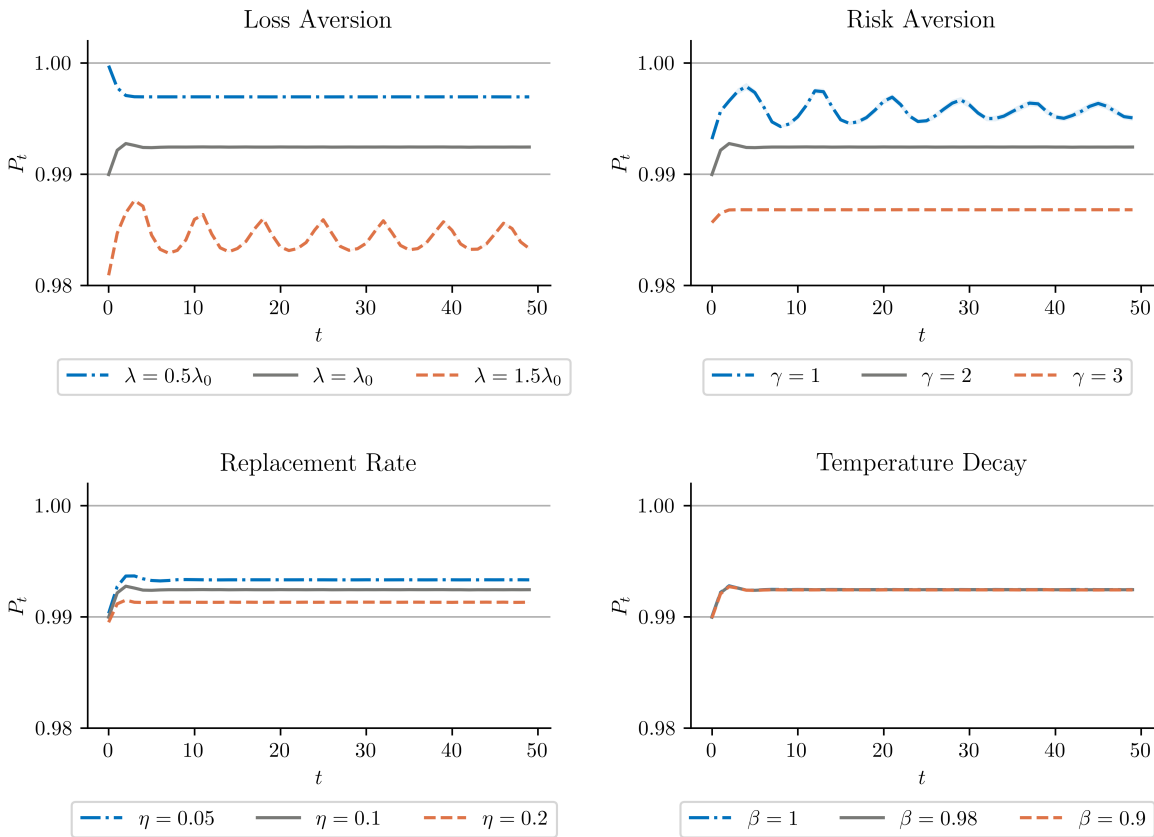 Loss Aversion
1.00
0.99
0.98
P_t
0 10 20 30 40 50
t
λ = 0.5λ₀ λ = λ₀ λ = 1.5λ₀
Risk Aversion
1.00
0.99
0.98
P_t
0 10 20 30 40 50
t
γ = 1 γ = 2 γ = 3
Replacement Rate
1.00
0.99
0.98
P_t
0 10 20 30 40 50
t
η = 0.05 η = 0.1 η = 0.2
Temperature Decay
1.00
0.99
0.98
P_t
0 10 20 30 40 50
t
β = 1 β = 0.98 β = 0.9